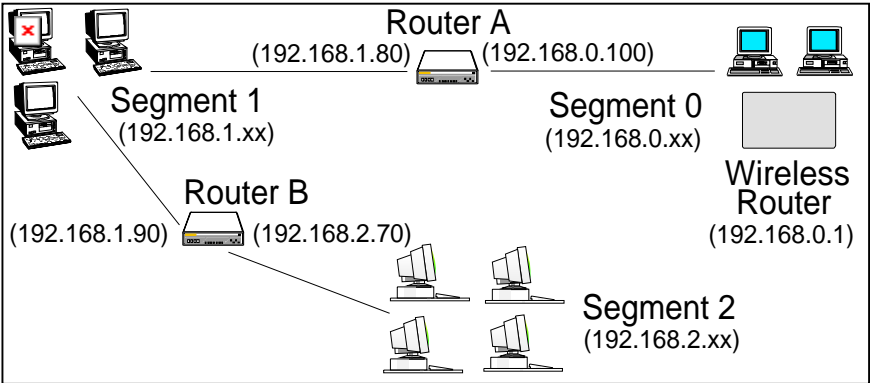 Router A
(192.168.1.80)
(192.168.0.100)
Segment 1
(192.168.1.xx)
Segment 0
(192.168.0.xx)
Wireless
Router
(192.168.0.1)
Router B
(192.168.1.90)
(192.168.2.70)
Segment 2
(192.168.2.xx)